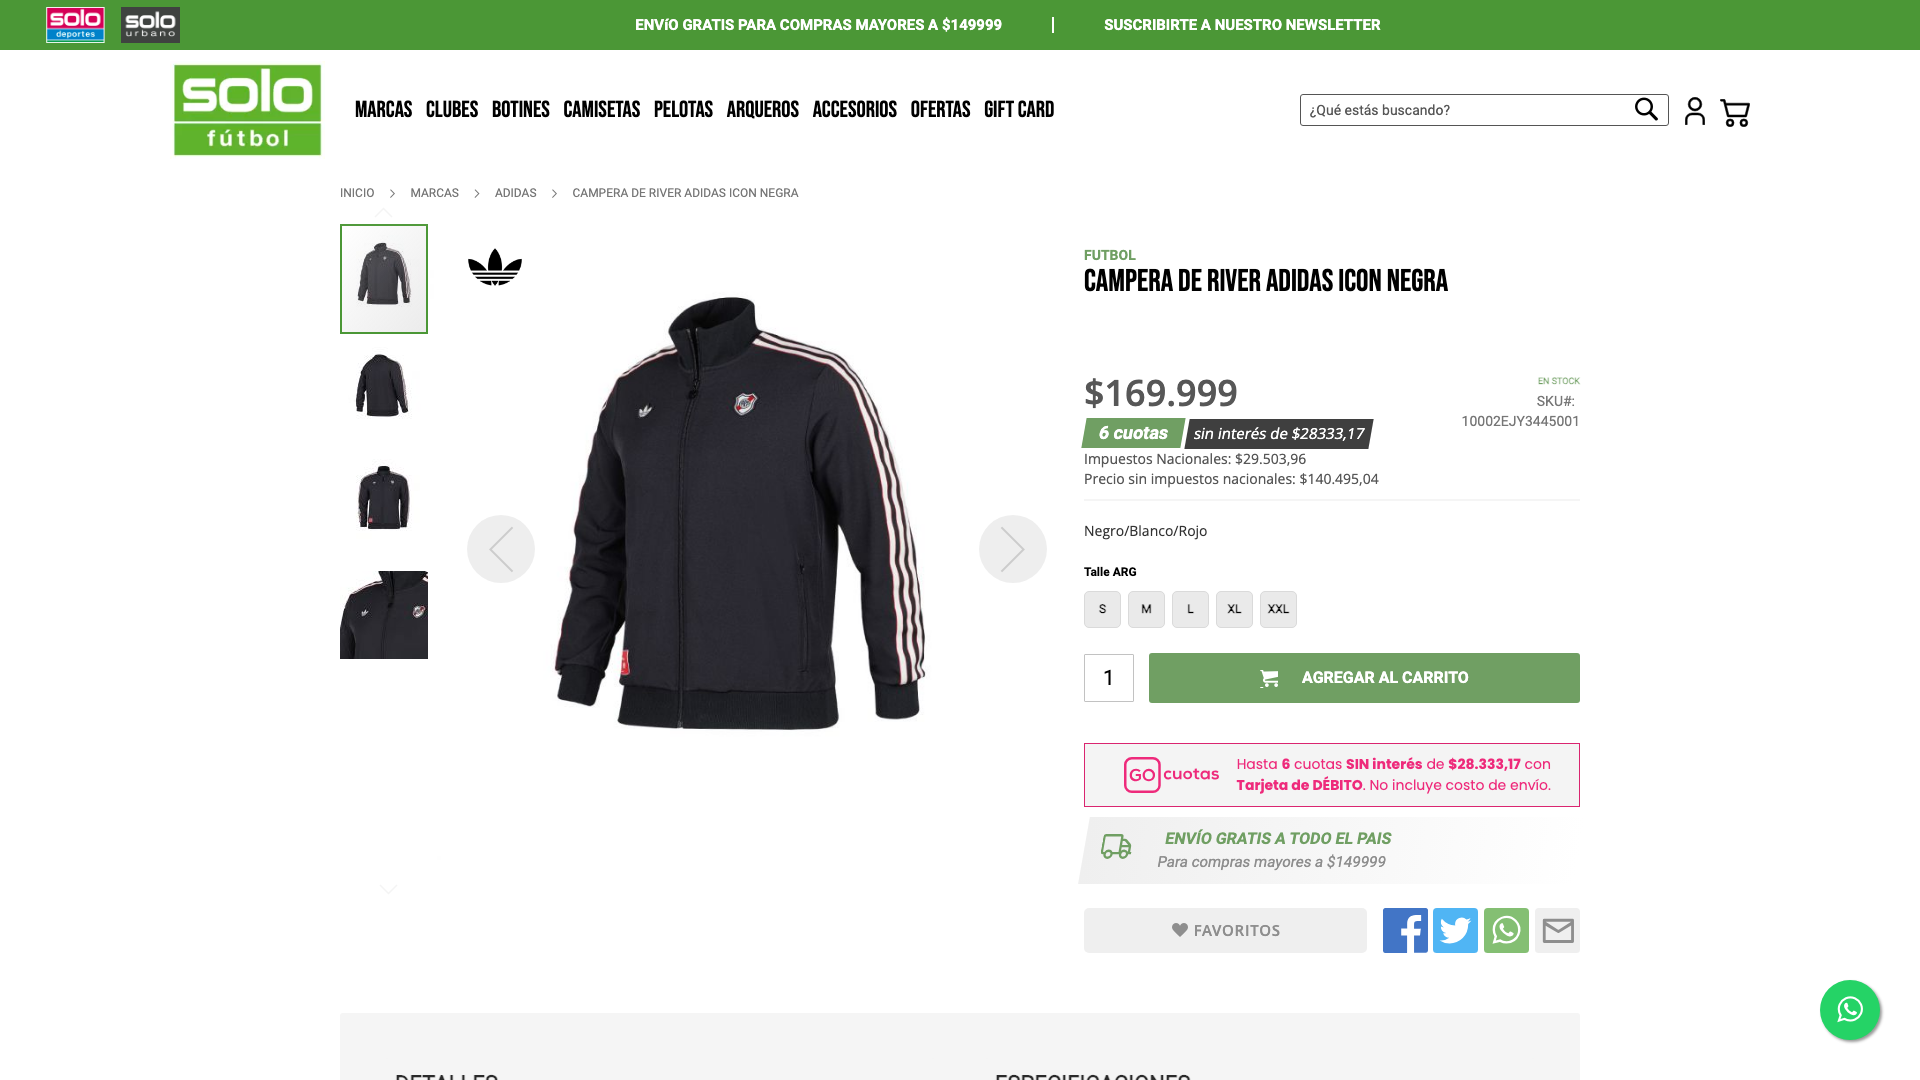 solo
deportes
solo
urbano
ENVíO GRATIS PARA COMPRAS MAYORES A $149999
|
SUSCRIBIRTE A NUESTRO NEWSLETTER
solo
fútbol
MARCAS CLUBES BOTINES CAMISETAS PELOTAS ARQUEROS ACCESORIOS OFERTAS GIFT CARD
¿Qué estás buscando?
INICIO > MARCAS > ADIDAS > CAMPERA DE RIVER ADIDAS ICON NEGRA
FUTBOL
CAMPERA DE RIVER ADIDAS ICON NEGRA
$169.999
EN STOCK
SKU#:
10002EJY3445001
6 cuotas sin interés de $28333,17
Impuestos Nacionales: $29.503,96
Precio sin impuestos nacionales: $140.495,04
Negro/Blanco/Rojo
Talle ARG
S M L XL XXL
1
AGREGAR AL CARRITO
GO cuotas
Hasta 6 cuotas SIN interés de $28.333,17 con
Tarjeta de DÉBITO. No incluye costo de envío.
ENVÍO GRATIS A TODO EL PAIS
Para compras mayores a $149999
FAVORITOS
DETALLES
ESPECIFICACIONES